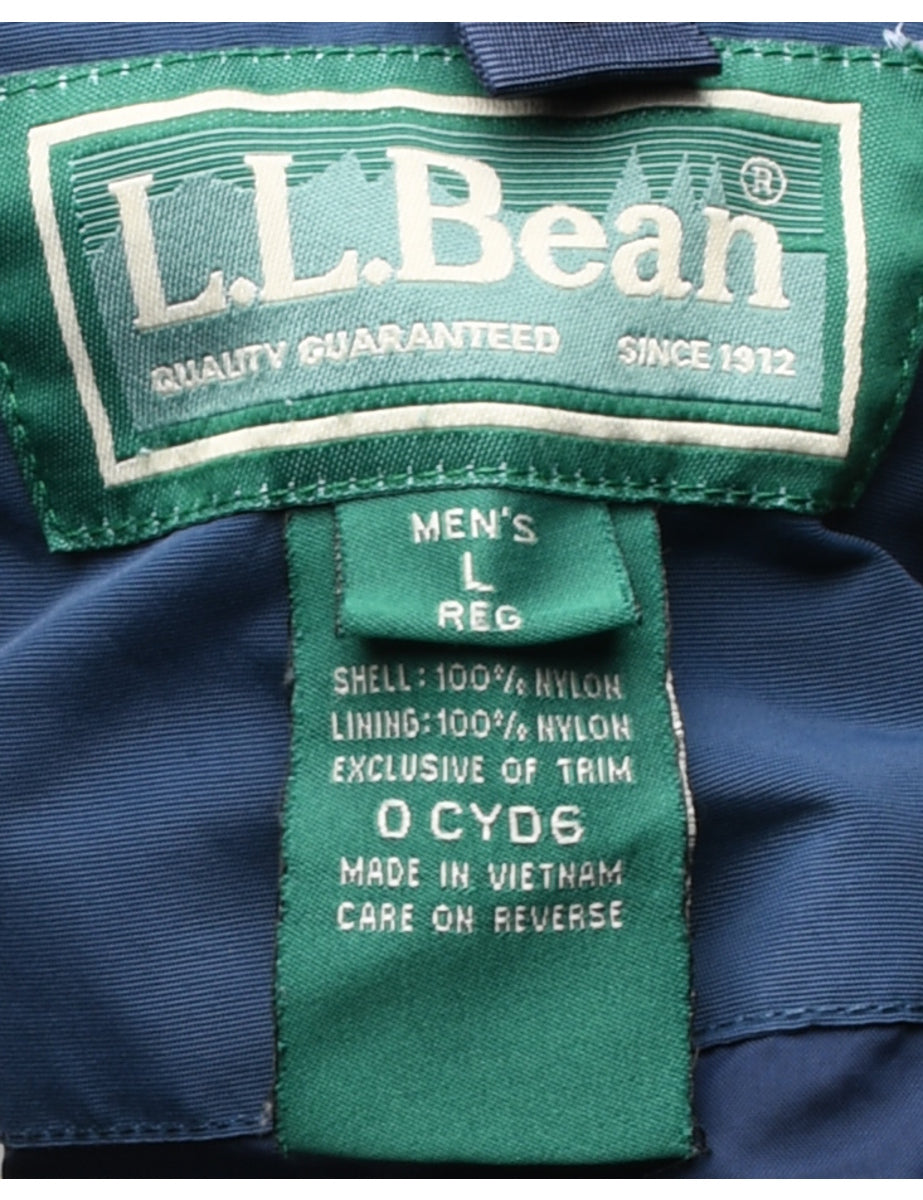 L.L.Bean®
QUALITY GUARANTEED SINCE 1912
MEN'S
L
REG
SHELL: 100% NYLON
LINING: 100% NYLON
EXCLUSIVE OF TRIM
0 CYD6
MADE IN VIETNAM
CARE ON REVERSE